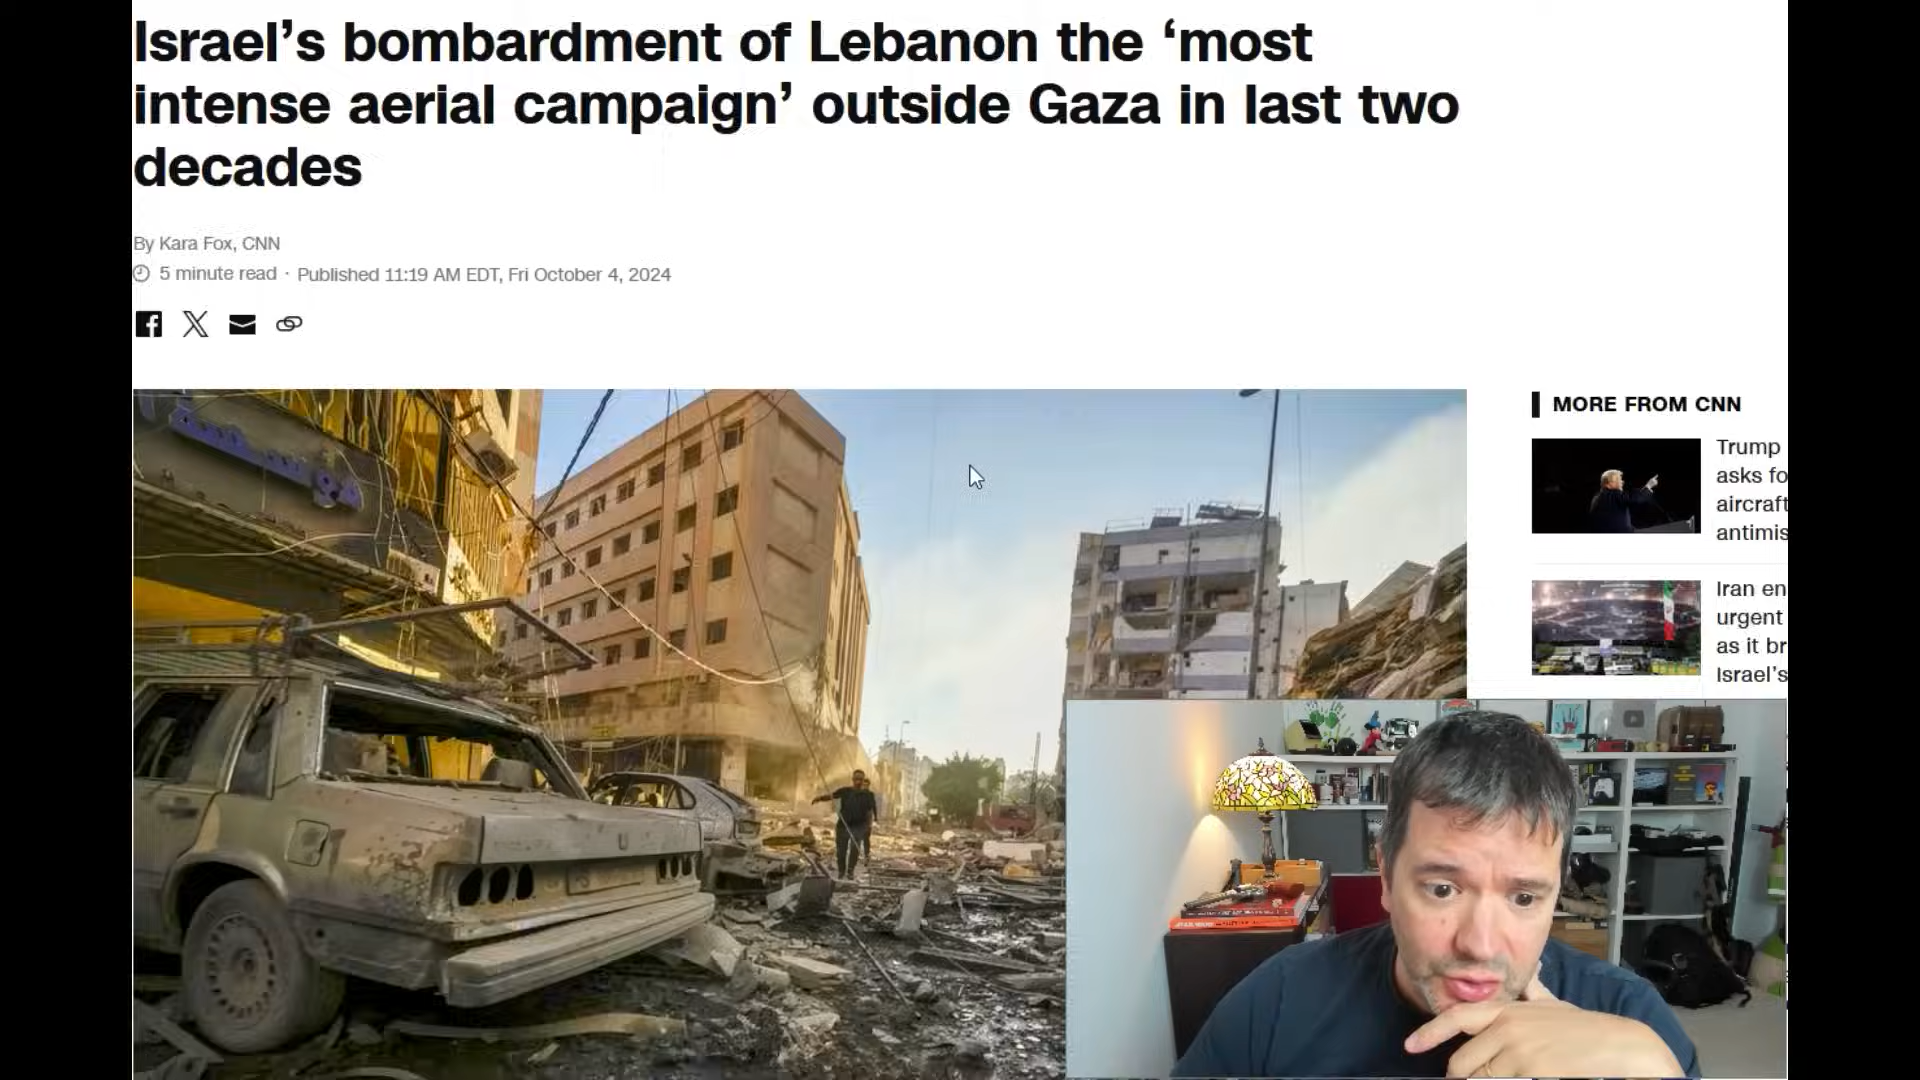 Israel’s bombardment of Lebanon the ‘most
intense aerial campaign’ outside Gaza in last two
decades
By Kara Fox, CNN
5 minute read · Published 11:19 AM EDT, Fri October 4, 2024
MORE FROM CNN
Trump
asks fo
aircraft
antimis
Iran en
urgent
as it br
Israel’s
STAR WARS